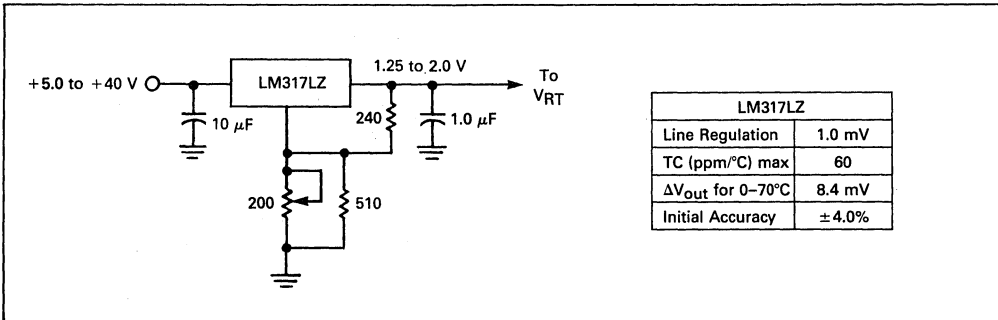 +5.0 to +40 V
LM317LZ
1.25 to 2.0 V
To
VRT
10 μF
240
1.0 μF
200
510
LM317LZ
Line Regulation 1.0 mV
TC (ppm/°C) max 60
ΔVout for 0–70°C 8.4 mV
Initial Accuracy ±4.0%